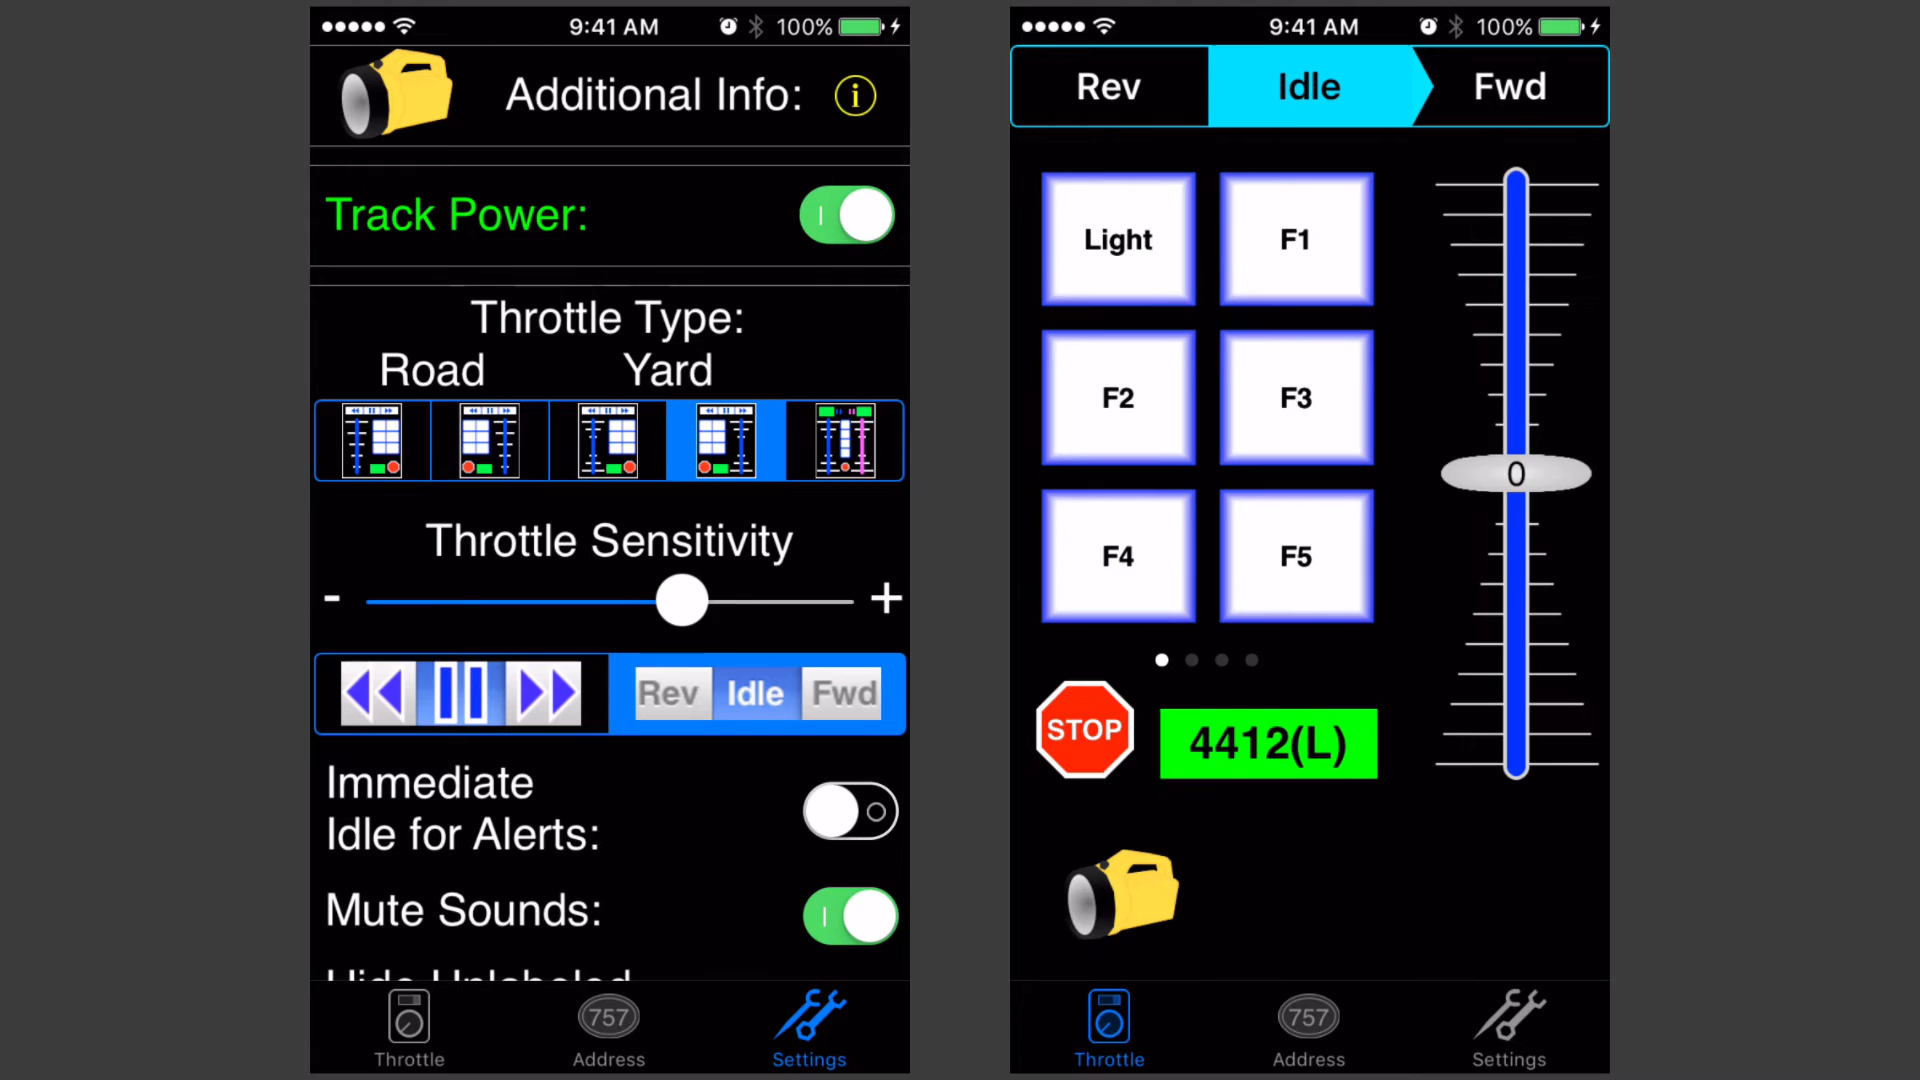 9:41 AM 100%
Additional Info: i
Track Power:
Throttle Type:
Road Yard
Throttle Sensitivity
- +
Rev Idle Fwd
Immediate
Idle for Alerts:
Mute Sounds:
Hide Unlabeled
757
Throttle Address Settings
9:41 AM 100%
Rev Idle Fwd
Light F1
F2 F3
0
F4 F5
STOP 4412(L)
757
Throttle Address Settings